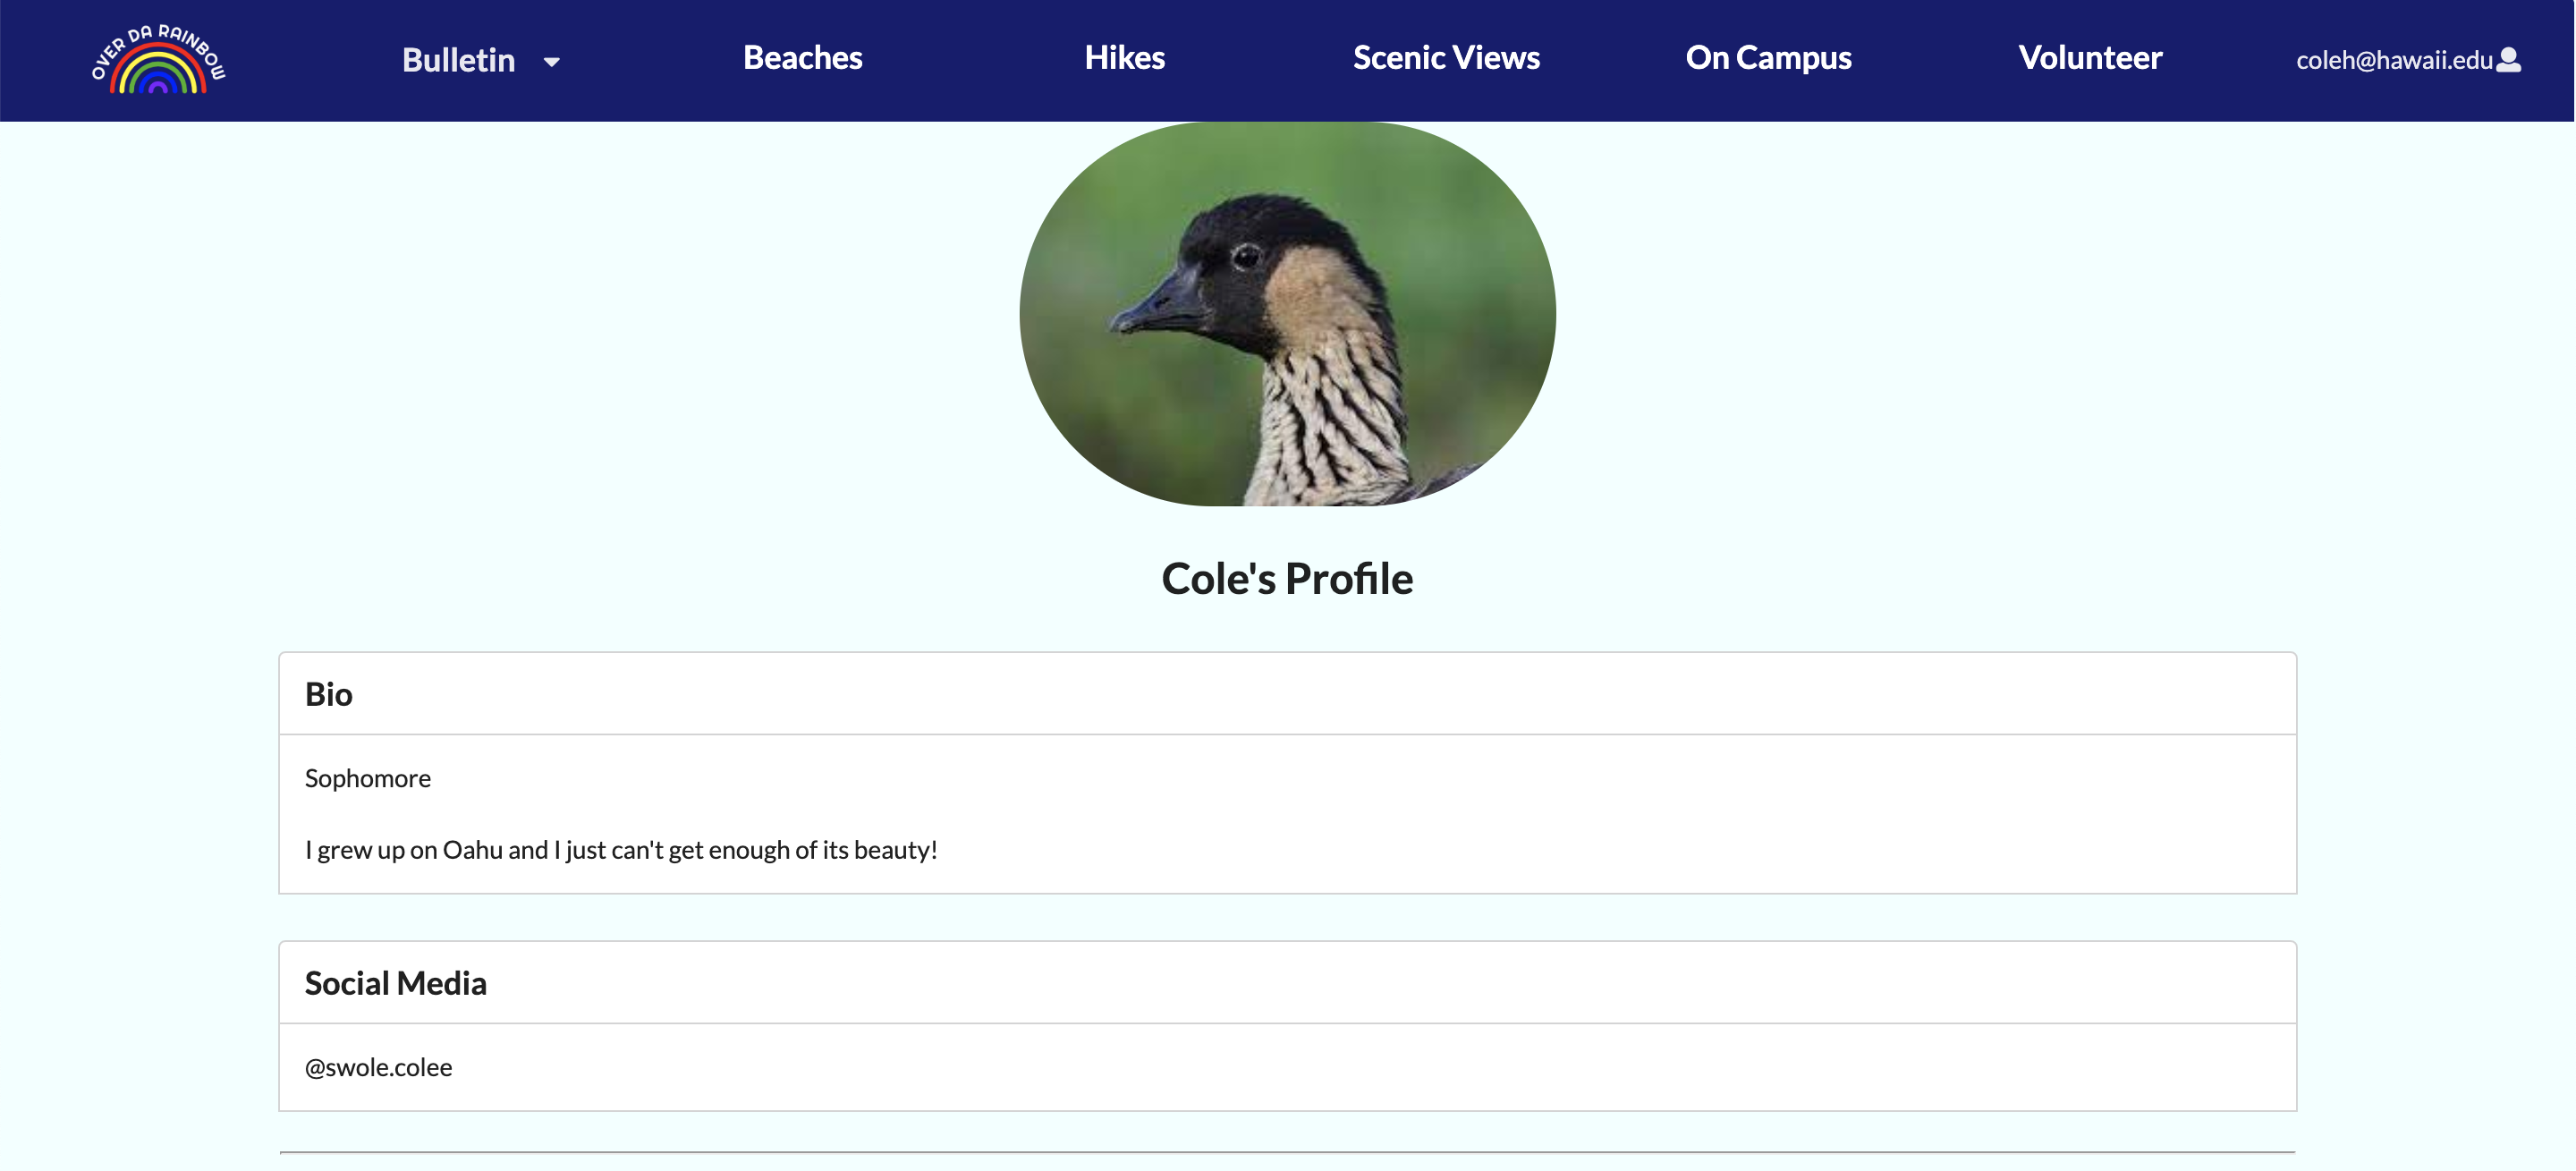 OVER DA RAINBOW
Bulletin
Beaches
Hikes
Scenic Views
On Campus
Volunteer
coleh@hawaii.edu
Cole's Profile
Bio
Sophomore
I grew up on Oahu and I just can't get enough of its beauty!
Social Media
@swole.colee